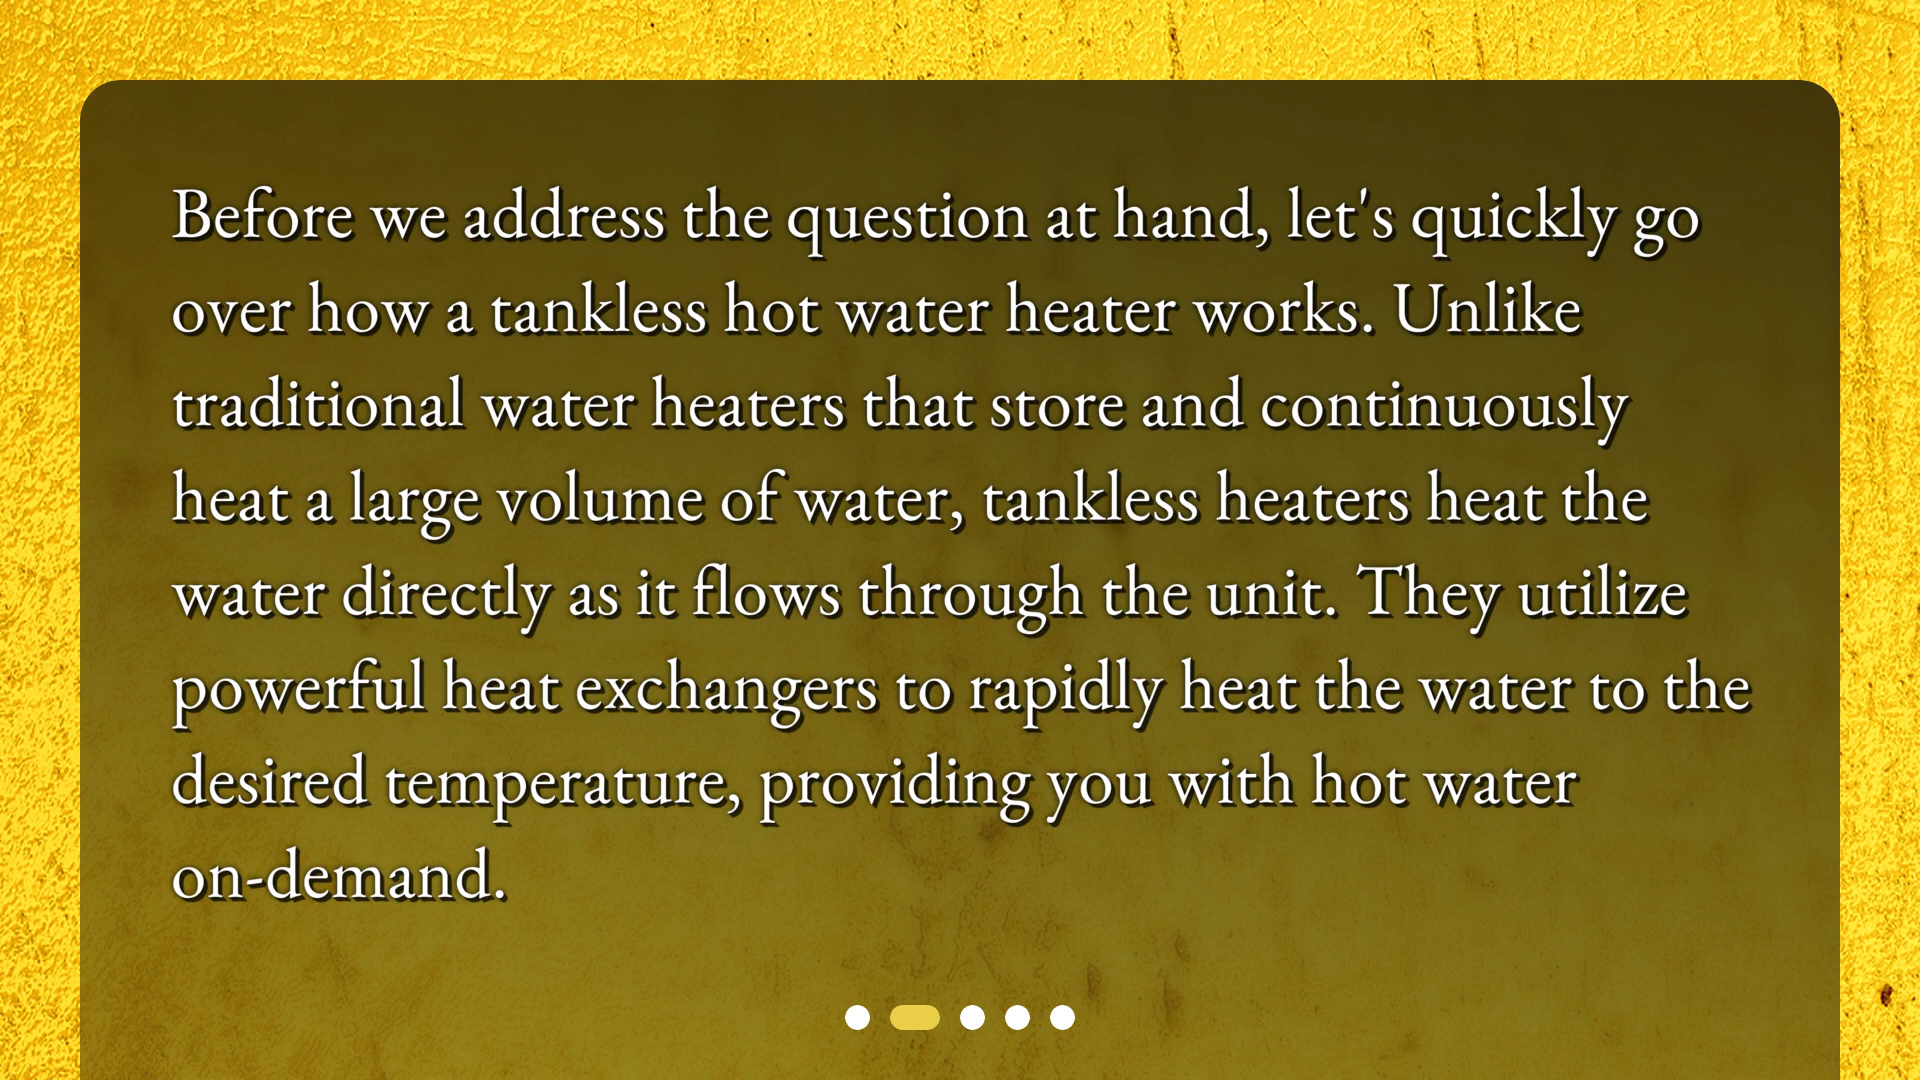 Before we address the question at hand, let's quickly go
over how a tankless hot water heater works. Unlike
traditional water heaters that store and continuously
heat a large volume of water, tankless heaters heat the
water directly as it flows through the unit. They utilize
powerful heat exchangers to rapidly heat the water to the
desired temperature, providing you with hot water
on-demand.